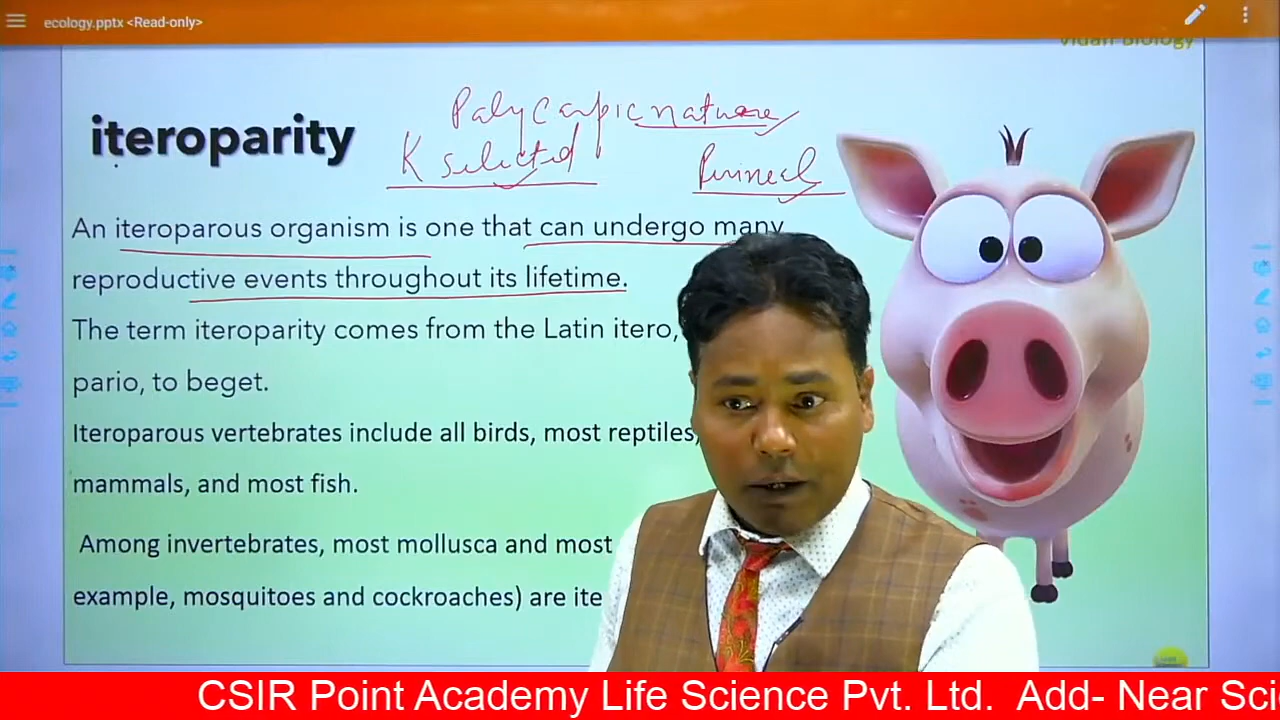 ecology.pptx <Read-only>
Vidan Biology
Polycarpic nature
iteroparity
K selected
An iteroparous organism is one that can undergo many
reproductive events throughout its lifetime.
The term iteroparity comes from the Latin itero,
pario, to beget.
Iteroparous vertebrates include all birds, most reptiles,
mammals, and most fish.
Among invertebrates, most mollusca and most
example, mosquitoes and cockroaches) are ite
CSIR Point Academy Life Science Pvt. Ltd. Add- Near Sci